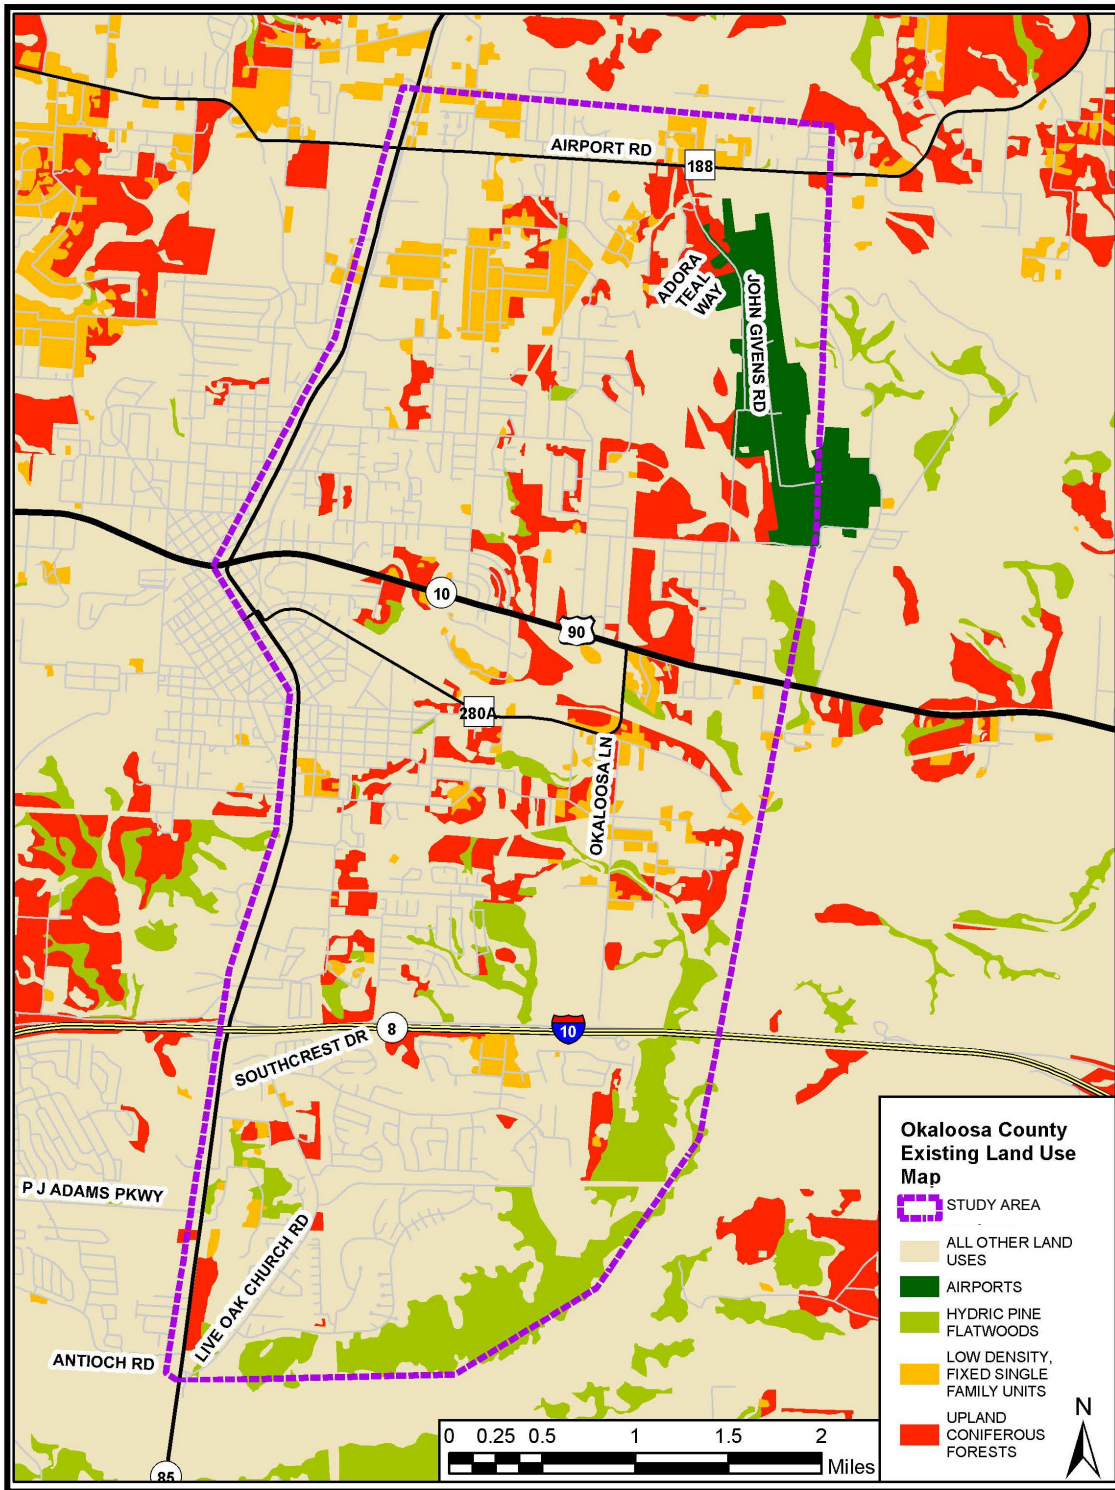 AIRPORT RD
188
ADORA
TEAL
WAY
JOHN GIVENS RD
10
90
280A
OKALOOSA LN
8
10
SOUTHCREST DR
P J ADAMS PKWY
LIVE OAK CHURCH RD
ANTIOCH RD
85
Okaloosa County
Existing Land Use
Map
STUDY AREA
ALL OTHER LAND
USES
AIRPORTS
HYDRIC PINE
FLATWOODS
LOW DENSITY,
FIXED SINGLE
FAMILY UNITS
UPLAND
CONIFEROUS
FORESTS
N
0 0.25 0.5 1 1.5 2
Miles